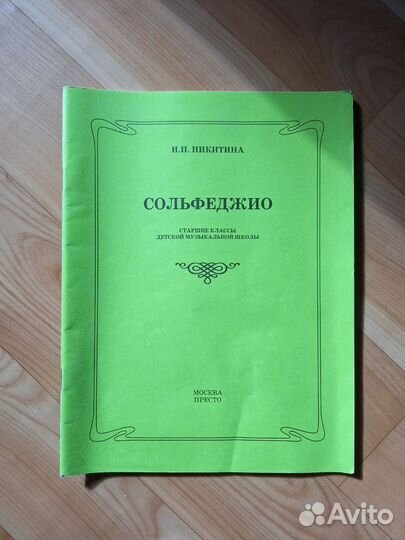 И.П. НИКИТИНА
СОЛЬФЕДЖИО
СТАРШИЕ КЛАССЫ
ДЕТСКОЙ МУЗЫКАЛЬНОЙ ШКОЛЫ
МОСКВА
ПРЕСТО
Avito